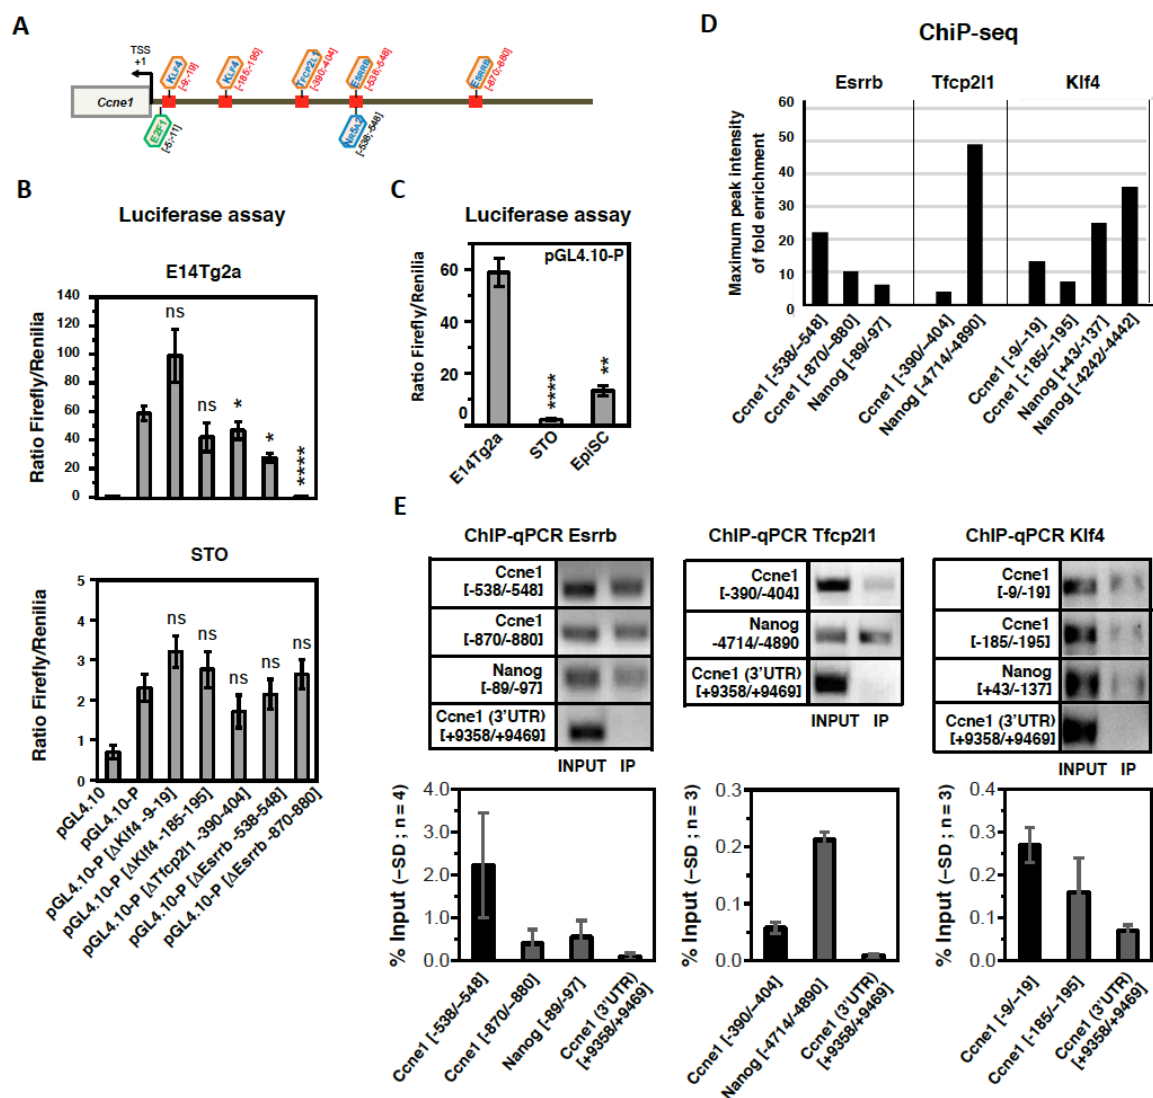 A
TSS
+1
Ccne1
KLF4
[-9;-19]
KLF4
[-185;-195]
TFCP2L1
[-390;-404]
ESRRB
[-538;-548]
ESRRB
[-870;-880]
E2F1
[-5;-11]
NR5A2
[-538;-548]
B
Luciferase assay
E14Tg2a
Ratio Firefly/Renilia
140
120
100
80
60
40
20
0
ns
ns
*
*
****
STO
Ratio Firefly/Renilia
5
4
3
2
1
0
ns
ns
ns
ns
ns
pGL4.10
pGL4.10-P
pGL4.10-P [ΔKlf4 -9-19]
pGL4.10-P [ΔKlf4 -185-195]
pGL4.10-P [ΔTfcp2l1 -390-404]
pGL4.10-P [ΔEsrrb -538-548]
pGL4.10-P [ΔEsrrb -870-880]
C
Luciferase assay
pGL4.10-P
Ratio Firefly/Renilia
60
40
20
0
****
**
E14Tg2a
STO
EpiSC
D
ChiP-seq
Esrrb
Tfcp2l1
Klf4
Maximum peak intensity
of fold enrichment
60
50
40
30
20
10
0
Ccne1 [-538/–548]
Ccne1 [-870/–880]
Nanog [-89/-97]
Ccne1 [-390/–404]
Nanog [-4714/-4890]
Ccne1 [-9/–19]
Ccne1 [-185/–195]
Nanog [+43/-137]
Nanog [-4242/-4442]
E
ChIP-qPCR Esrrb
Ccne1
[-538/-548]
Ccne1
[-870/-880]
Nanog
[-89/-97]
Ccne1 (3'UTR)
[+9358/+9469]
INPUT IP
% Input (–SD ; n = 4)
4.0
3.0
2.0
1.0
0.0
Ccne1 [-538/–548]
Ccne1 [-870/–880]
Nanog [-89/-97]
Ccne1 (3'UTR)
[+9358/+9469]
ChIP-qPCR Tfcp2l1
Ccne1
[-390/-404]
Nanog
-4714/-4890
Ccne1 (3'UTR)
[+9358/+9469]
INPUT IP
% Input (–SD ; n = 3)
0.3
0.2
0.1
0.0
Ccne1 [-390/–404]
Nanog [-4714/-4890]
Ccne1 (3'UTR)
[+9358/+9469]
ChIP-qPCR Klf4
Ccne1
[-9/-19]
Ccne1
[-185/-195]
Nanog
[+43/-137]
Ccne1 (3'UTR)
[+9358/+9469]
INPUT IP
% Input (–SD ; n = 3)
0.3
0.2
0.1
0.0
Ccne1 [-9/–19]
Ccne1 [-185/–195]
Ccne1 (3'UTR)
[+9358/+9469]